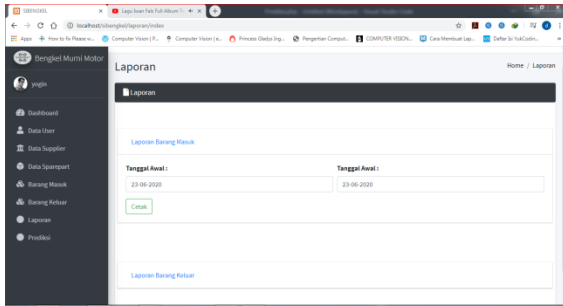 SIBENGKEL
Lagu Iwan Fals Full Album T
localhost/sibengkel/laporan/index
Apps
How to fix Please w...
Computer Vision | P...
Computer Vision | e...
Princess Gladys Ing...
Pengertian Comput...
COMPUTER VISION...
Cara Membuat Lap...
Daftar Isi YukCodin...
Bengkel Murni Motor
yogin
Dashboard
Data User
Data Supplier
Data Sparepart
Barang Masuk
Barang Keluar
Laporan
Prediksi
Laporan
Home / Laporan
Laporan
Laporan Barang Masuk
Tanggal Awal :
Tanggal Awal :
23-06-2020
23-06-2020
Cetak
Laporan Barang Keluar